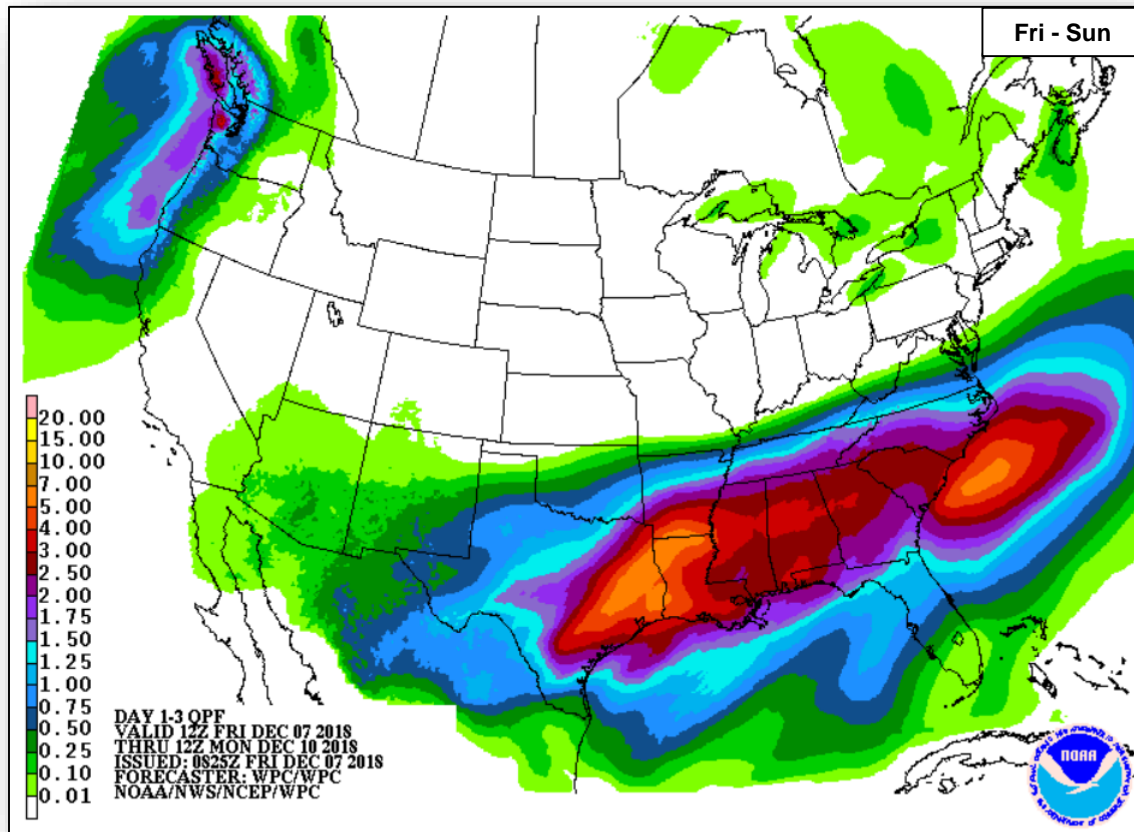 Fri - Sun
20.00
15.00
10.00
7.00
5.00
4.00
3.00
2.50
2.00
1.75
1.50
1.25
1.00
0.75
0.50
0.25
0.10
0.01
DAY 1-3 QPF
VALID 12Z FRI DEC 07 2018
THRU 12Z MON DEC 10 2018
ISSUED: 0825Z FRI DEC 07 2018
FORECASTER: WPC/WPC
NOAA/NWS/NCEP/WPC
NOAA